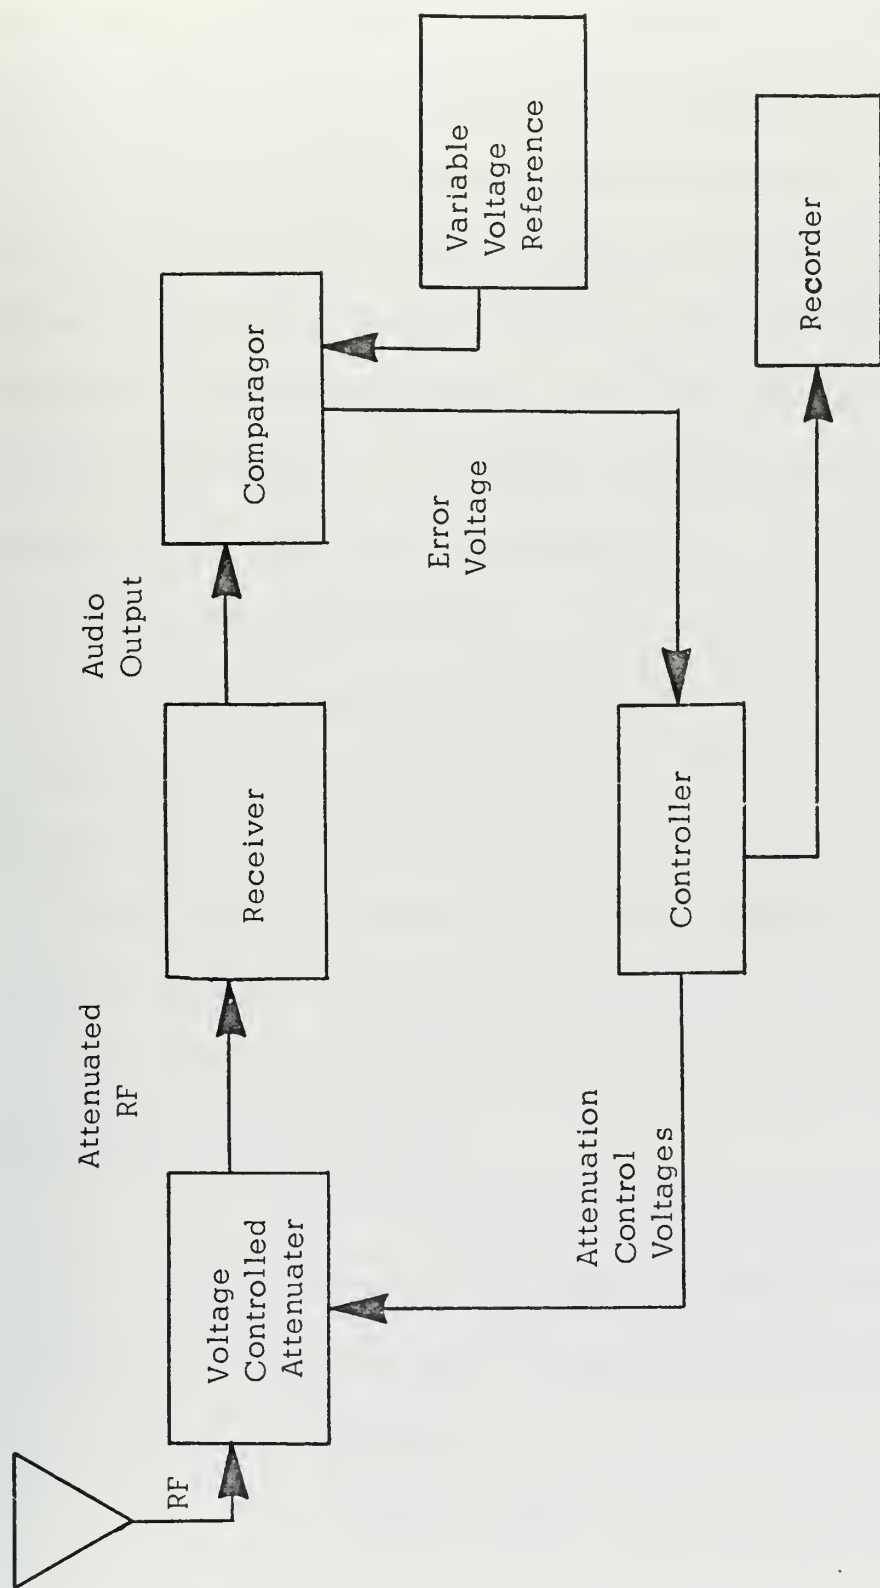 RF
Voltage
Controlled
Attenuater
Attenuated
RF
Receiver
Audio
Output
Comparagor
Variable
Voltage
Reference
Error
Voltage
Attenuation
Control
Voltages
Controller
Recorder